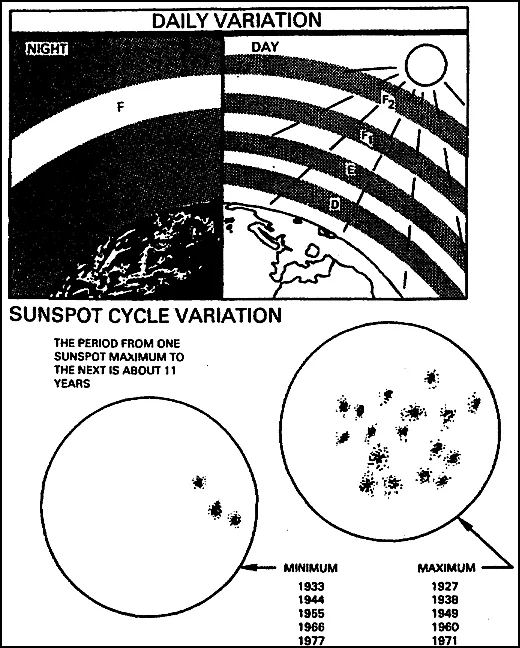 DAILY VARIATION
NIGHT
DAY
F
F2
F1
E
D
SUNSPOT CYCLE VARIATION
THE PERIOD FROM ONE
SUNSPOT MAXIMUM TO
THE NEXT IS ABOUT 11
YEARS
MINIMUM
1933
1944
1955
1966
1977
MAXIMUM
1927
1938
1949
1960
1971